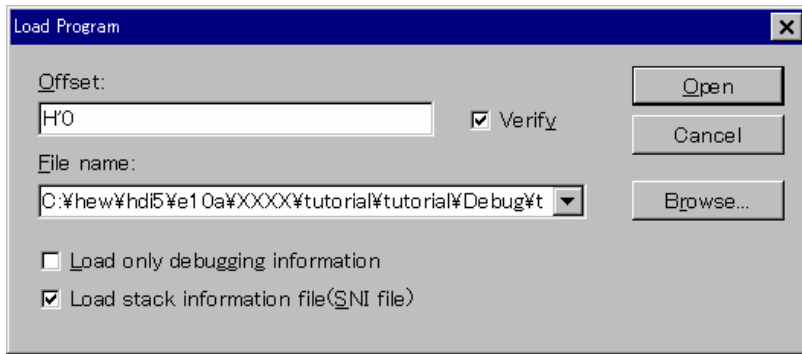 Load Program
Offset:
Open
H'0
Verify
Cancel
File name:
C:¥hew¥hdi5¥e10a¥XXXX¥tutorial¥tutorial¥Debug¥t
Browse...
Load only debugging information
Load stack information file(SNI file)